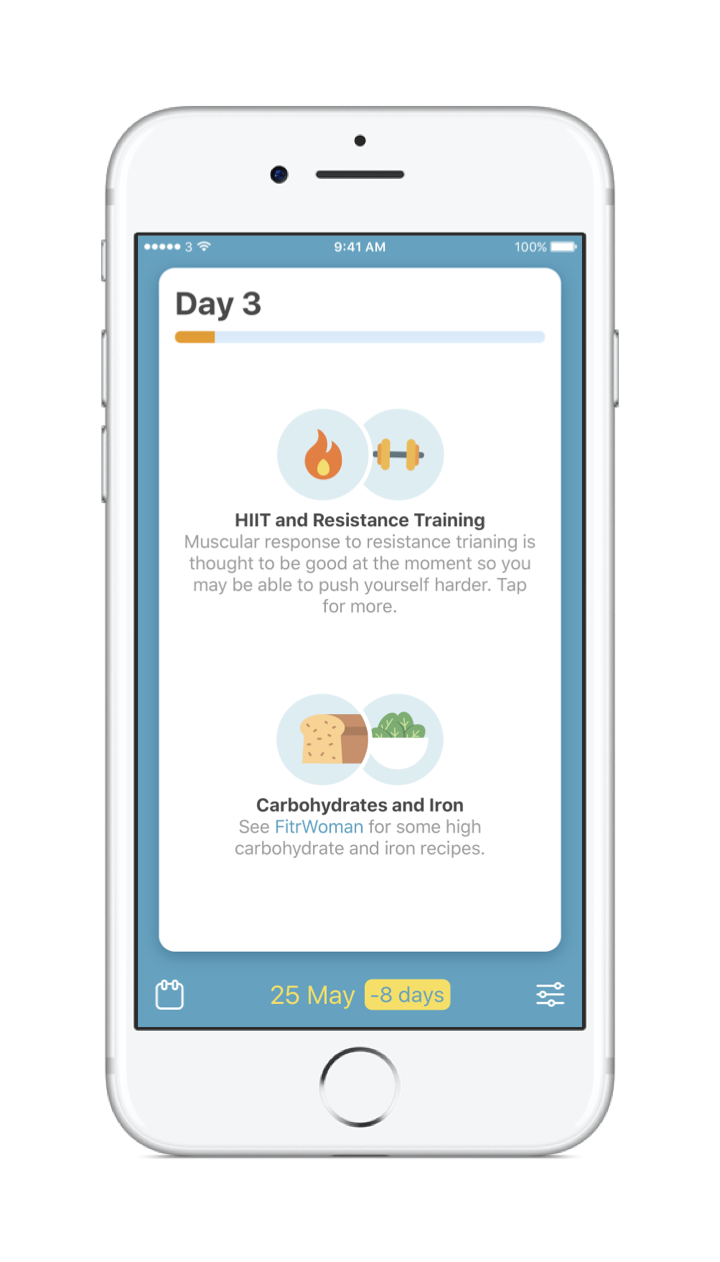 3 9:41 AM 100%
Day 3
HIIT and Resistance Training
Muscular response to resistance trianing is
thought to be good at the moment so you
may be able to push yourself harder. Tap
for more.
Carbohydrates and Iron
See FitrWoman for some high
carbohydrate and iron recipes.
25 May -8 days